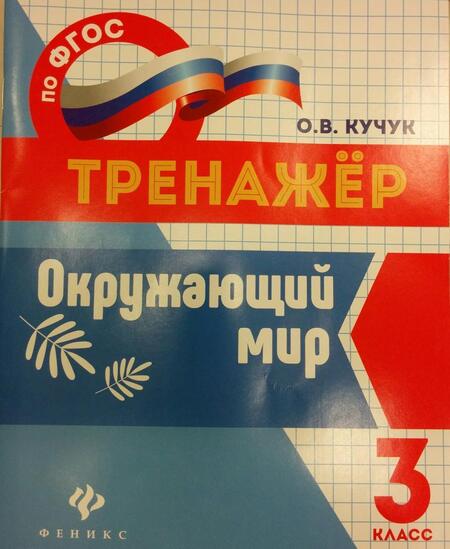 ПО ФГОС
О.В. КУЧУК
ТРЕНАЖЁР
Окружающий
мир
3
КЛАСС
ФЕНИКС